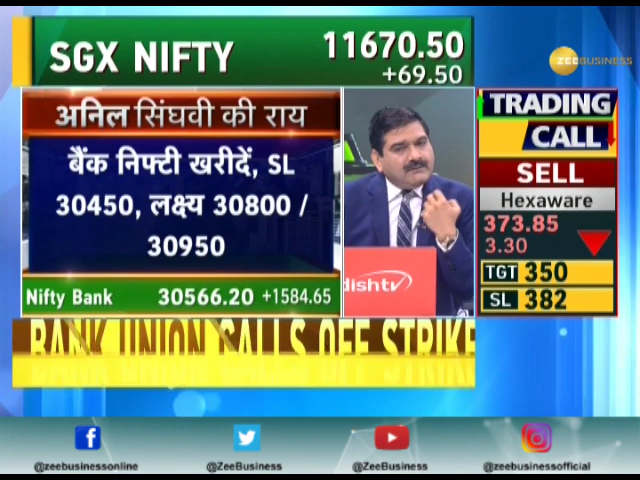 SGX NIFTY
11670.50
+69.50
ZEEBUSINESS
अनिल सिंघवी की राय
बैंक निफ्टी खरीदें, SL
30450, लक्ष्य 30800 /
30950
Nifty Bank 30566.20 +1584.65
dishtv
TRADING
CALL
SELL
Hexaware
373.85
3.30
TGT 350
SL 382
BANK UNION CALLS OFF STRIKE
@zeebusinessonline
@ZeeBusiness
@ZeeBusiness
@zeebusinessofficial